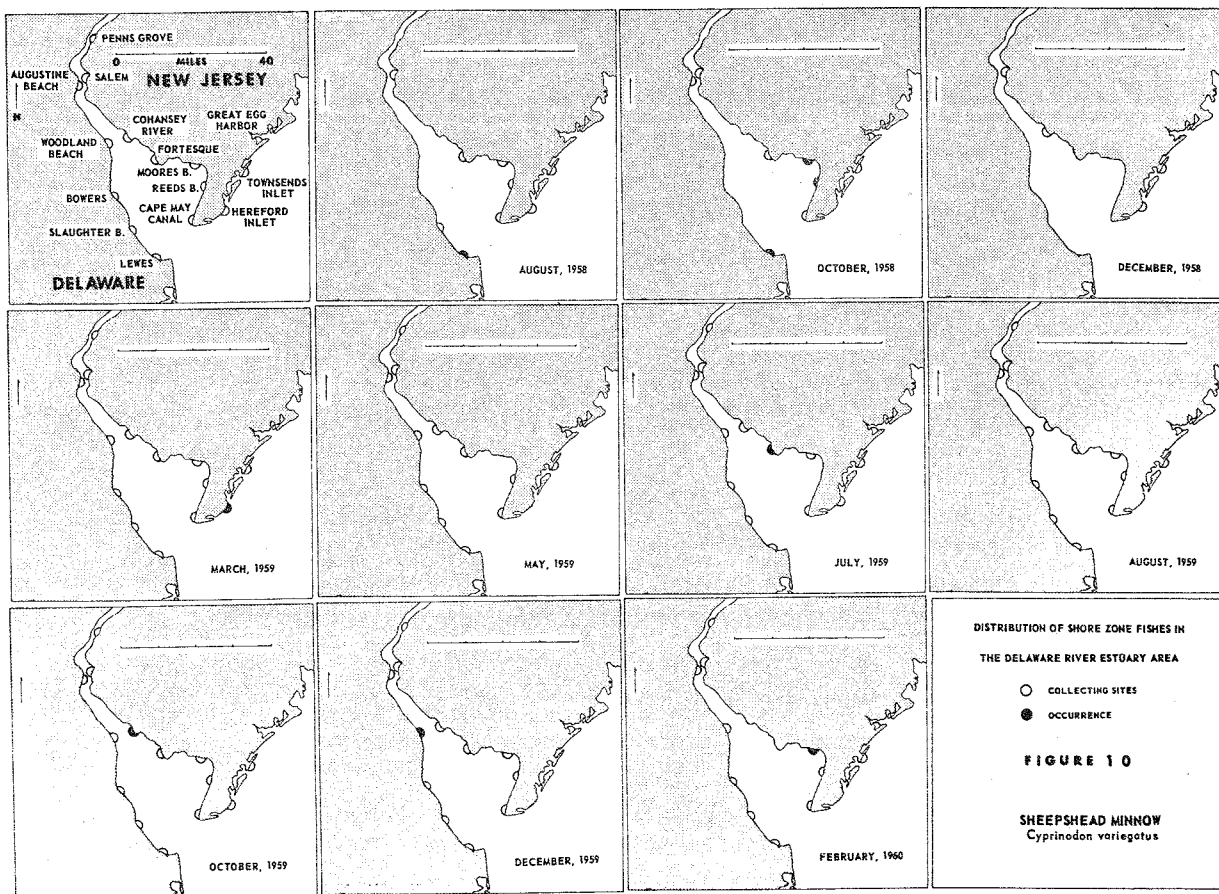 PENNS GROVE
0 MILES 40
AUGUSTINE
BEACH
SALEM
NEW JERSEY
N
COHANSEY
RIVER
GREAT EGG
HARBOR
WOODLAND
BEACH
FORTESQUE
MOORES B.
REEDS B.
TOWNSENDS
INLET
BOWERS
CAPE MAY
CANAL
HEREFORD
INLET
SLAUGHTER B.
LEWES
DELAWARE
AUGUST, 1958
OCTOBER, 1958
DECEMBER, 1958
MARCH, 1959
MAY, 1959
JULY, 1959
AUGUST, 1959
OCTOBER, 1959
DECEMBER, 1959
FEBRUARY, 1960
DISTRIBUTION OF SHORE ZONE FISHES IN
THE DELAWARE RIVER ESTUARY AREA
COLLECTING SITES
OCCURRENCE
FIGURE 10
SHEEPSHEAD MINNOW
Cyprinodon variegatus